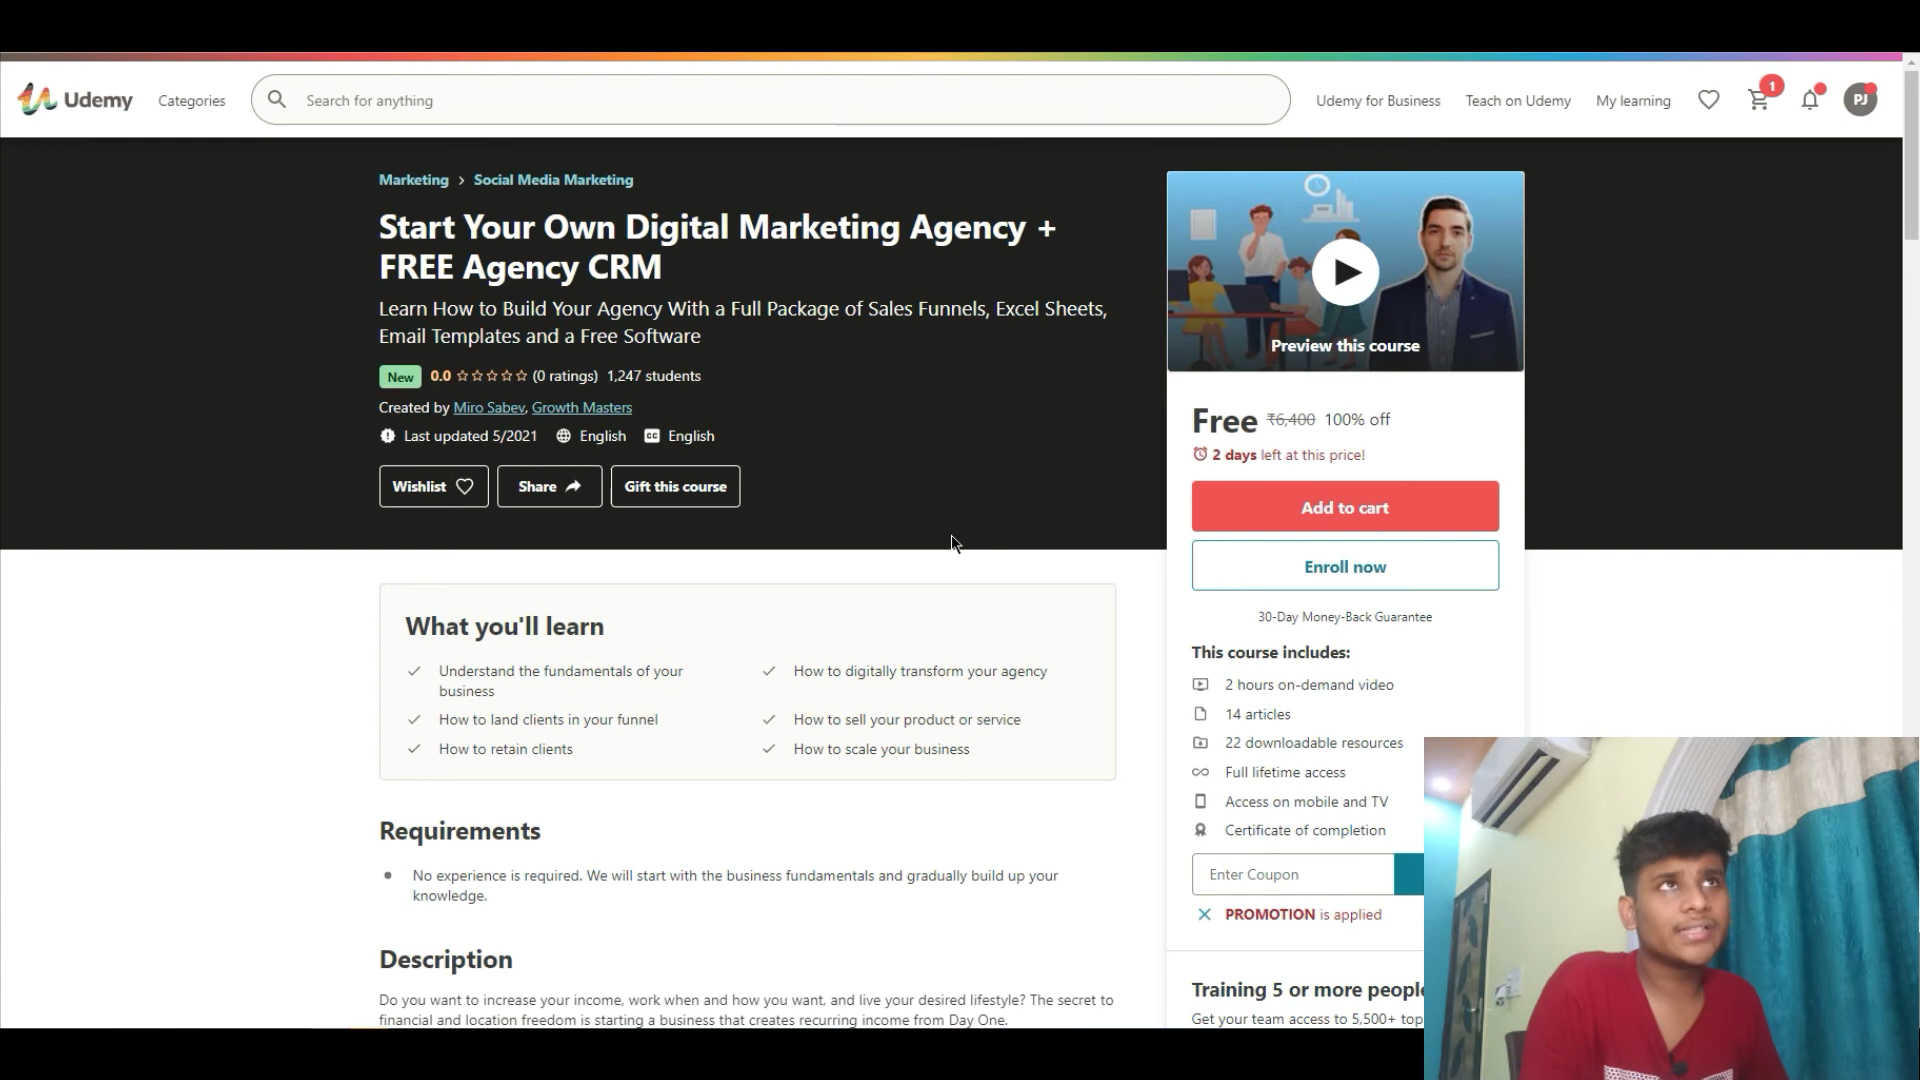 Udemy Categories Search for anything Udemy for Business Teach on Udemy My learning 1 PJ
Marketing > Social Media Marketing
Start Your Own Digital Marketing Agency +
FREE Agency CRM
Learn How to Build Your Agency With a Full Package of Sales Funnels, Excel Sheets,
Email Templates and a Free Software
New 0.0 (0 ratings) 1,247 students
Created by Miro Sabev, Growth Masters
Last updated 5/2021 English CC English
Wishlist Share Gift this course
Preview this course
Free ₹6,400 100% off
2 days left at this price!
Add to cart
Enroll now
30-Day Money-Back Guarantee
This course includes:
2 hours on-demand video
14 articles
22 downloadable resources
Full lifetime access
Access on mobile and TV
Certificate of completion
Enter Coupon
PROMOTION is applied
Training 5 or more people
Get your team access to 5,500+ top
What you'll learn
Understand the fundamentals of your
business
How to land clients in your funnel
How to retain clients
How to digitally transform your agency
How to sell your product or service
How to scale your business
Requirements
No experience is required. We will start with the business fundamentals and gradually build up your
knowledge.
Description
Do you want to increase your income, work when and how you want, and live your desired lifestyle? The secret to
financial and location freedom is starting a business that creates recurring income from Day One.